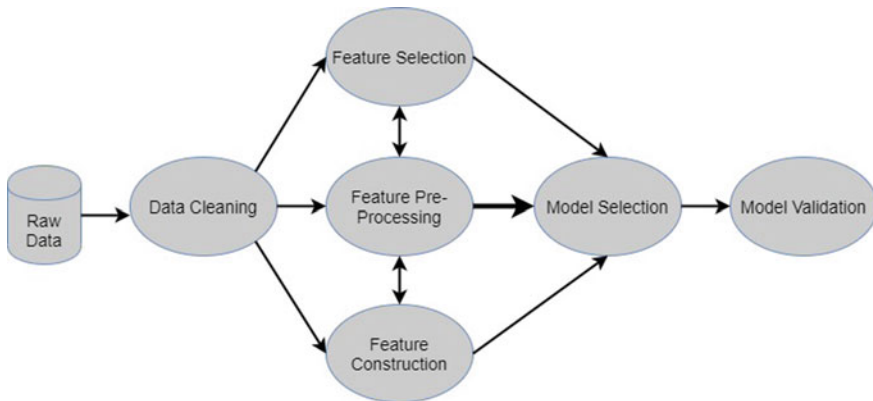 Raw
Data
Data Cleaning
Feature Selection
Feature Pre-
Processing
Feature
Construction
Model Selection
Model Validation